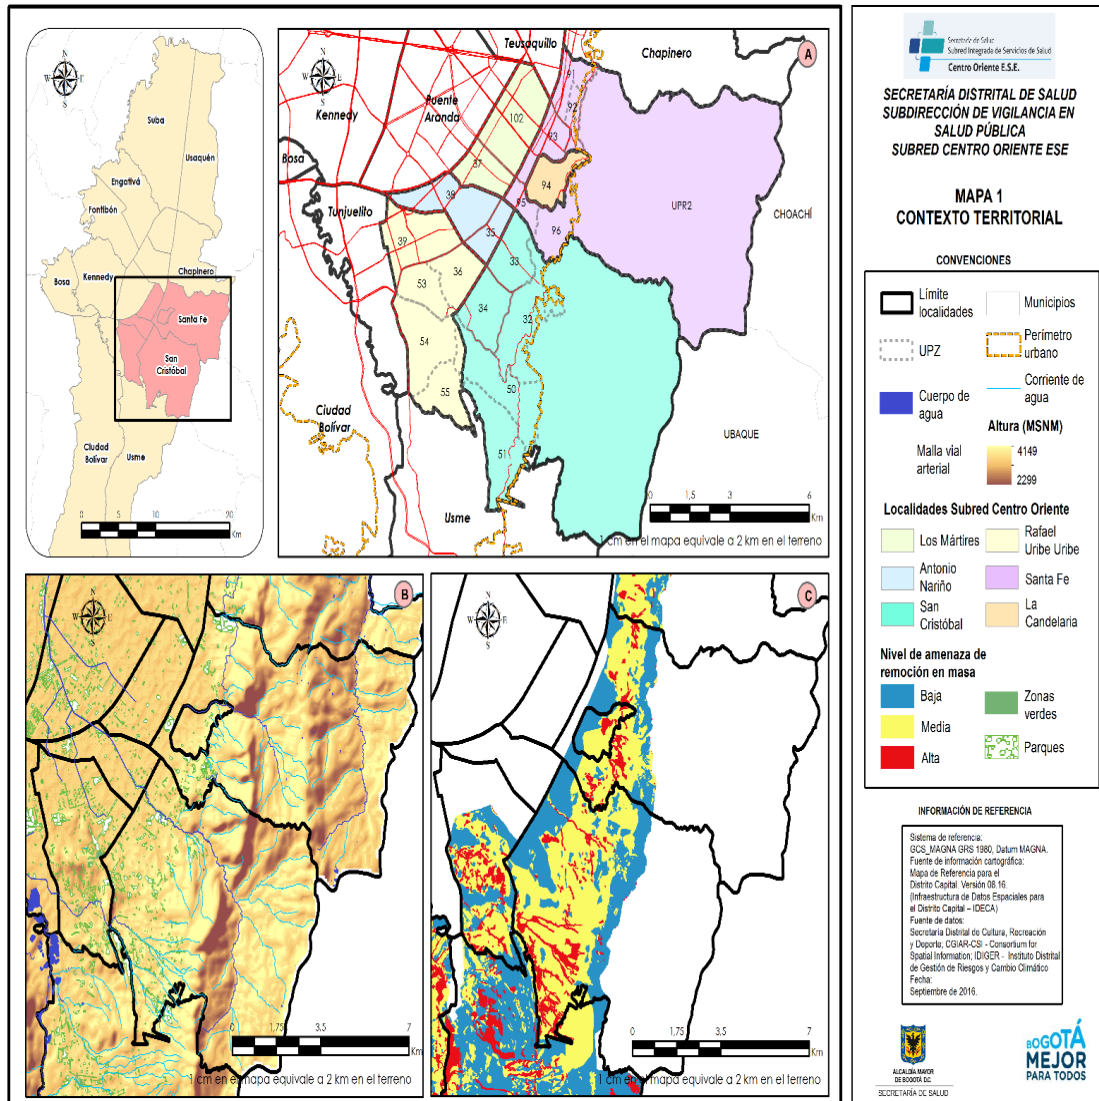 N
W E
S
Suba
Usaquén
Engativá
Fontibón
Kennedy
Bosa
Chapinero
Santa Fe
San
Cristóbal
Ciudad
Bolívar
Usme
0 5 10 20
Km
A
Teusaquillo
Chapinero
Kennedy
Puente
Aranda
Bosa
Tunjuelito
Ciudad
Bolívar
Usme
UPR2
CHOACHÍ
UBAQUE
91
92
93
102
37
94
38
95
96
35
39
33
36
53
34
32
54
50
55
51
0 1,5 3 6
Km
1 cm en el mapa equivale a 2 km en el terreno
B
N
W E
S
0 1,75 3,5 7
Km
1 cm en el mapa equivale a 2 km en el terreno
C
N
W E
S
0 1,75 3,5 7
Km
1 cm en el mapa equivale a 2 km en el terreno
Secretaría de Salud
Subred Integrada de Servicios de Salud
Centro Oriente E.S.E.
SECRETARÍA DISTRITAL DE SALUD
SUBDIRECCIÓN DE VIGILANCIA EN
SALUD PÚBLICA
SUBRED CENTRO ORIENTE ESE
MAPA 1
CONTEXTO TERRITORIAL
CONVENCIONES
Límite
localidades
Municipios
UPZ
Perímetro
urbano
Cuerpo de
agua
Corriente de
agua
Malla vial
arterial
Altura (MSNM)
4149
2299
Localidades Subred Centro Oriente
Los Mártires
Rafael
Uribe Uribe
Antonio
Nariño
Santa Fe
San
Cristóbal
La
Candelaria
Nivel de amenaza de
remoción en masa
Baja
Media
Alta
Zonas
verdes
Parques
INFORMACIÓN DE REFERENCIA
Sistema de referencia:
GCS_MAGNA GRS 1980, Datum MAGNA.
Fuente de información cartográfica:
Mapa de Referencia para el
Distrito Capital. Versión 08.16.
(Infraestructura de Datos Espaciales para
el Distrito Capital – IDECA)
Fuente de datos:
Secretaría Distrital de Cultura, Recreación
y Deporte; CGIAR-CSI - Consortium for
Spatial Information; IDIGER - Instituto Distrital
de Gestión de Riesgos y Cambio Climático
Fecha:
Septiembre de 2016.
ALCALDÍA MAYOR
DE BOGOTÁ D.C.
SECRETARÍA DE SALUD
BOGOTÁ
MEJOR
PARA TODOS